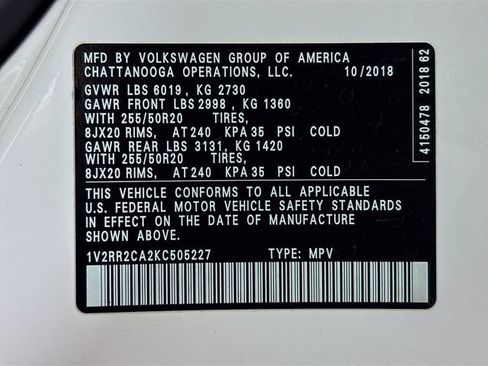 MFD BY VOLKSWAGEN GROUP OF AMERICA
CHATTANOOGA OPERATIONS, LLC. 10/2018
GVWR LBS 6019, KG 2730
GAWR FRONT LBS 2998, KG 1360
WITH 255/50R20 TIRES,
8JX20 RIMS, AT 240 KPA 35 PSI COLD
GAWR REAR LBS 3131, KG 1420
WITH 255/50R20 TIRES,
8JX20 RIMS, AT 240 KPA 35 PSI COLD
THIS VEHICLE CONFORMS TO ALL APPLICABLE
U.S. FEDERAL MOTOR VEHICLE SAFETY STANDARDS
IN EFFECT ON THE DATE OF MANUFACTURE
SHOWN ABOVE.
1V2RR2CA2KC505227 TYPE: MPV
4150478 2018 62